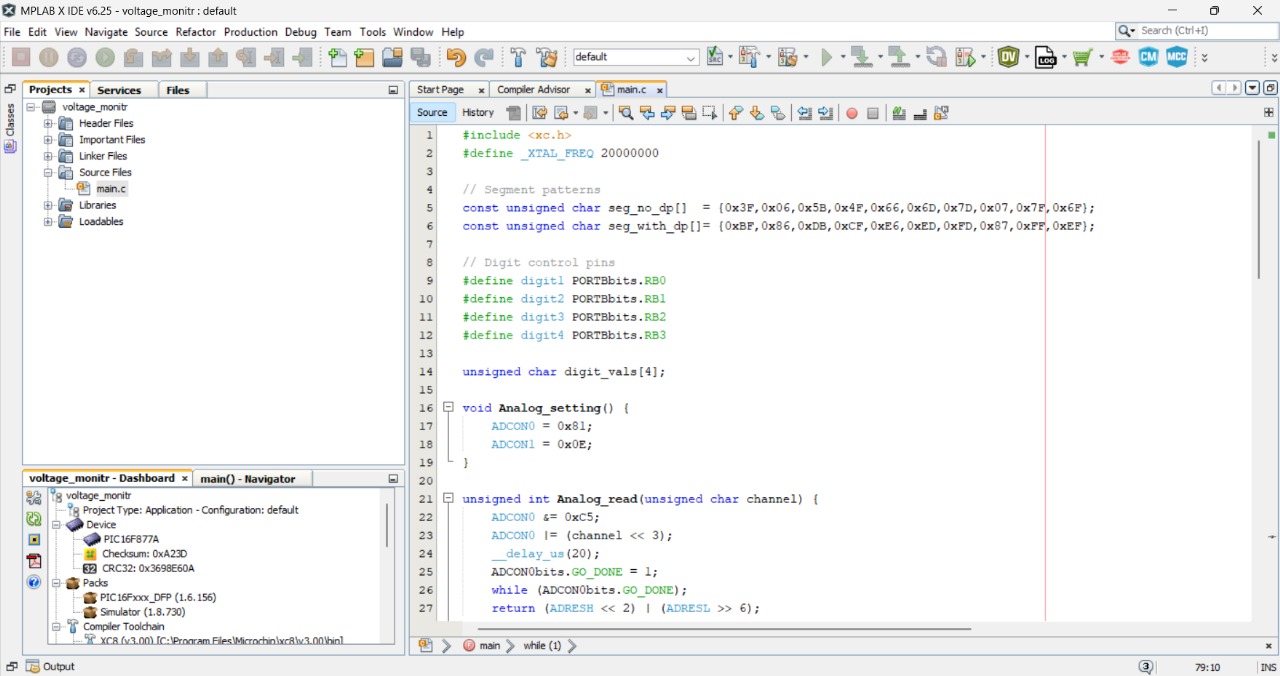 MPLAB X IDE v6.25 - voltage_monitr : default
File Edit View Navigate Source Refactor Production Debug Team Tools Window Help
Search (Ctrl+I)
default
SRC
DV
LOG
CM
MCC
Projects × Services Files
Classes
voltage_monitr
Header Files
Important Files
Linker Files
Source Files
main.c
Libraries
Loadables
voltage_monitr - Dashboard × main() - Navigator
voltage_monitr
Project Type: Application - Configuration: default
Device
PIC16F877A
Checksum: 0xA23D
32 CRC32: 0x3698E60A
Packs
PIC16Fxxx_DFP (1.6.156)
Simulator (1.8.730)
Compiler Toolchain
XC8 (v3.00) [C:\Program Files\Microchip\xc8\v3.00\bin]
Output
Start Page × Compiler Advisor × main.c ×
Source History
1 #include <xc.h>
2 #define _XTAL_FREQ 20000000
3
4 // Segment patterns
5 const unsigned char seg_no_dp[] = {0x3F,0x06,0x5B,0x4F,0x66,0x6D,0x7D,0x07,0x7F,0x6F};
6 const unsigned char seg_with_dp[]= {0xBF,0x86,0xDB,0xCF,0xE6,0xED,0xFD,0x87,0xFF,0xEF};
7
8 // Digit control pins
9 #define digit1 PORTBbits.RB0
10 #define digit2 PORTBbits.RB1
11 #define digit3 PORTBbits.RB2
12 #define digit4 PORTBbits.RB3
13
14 unsigned char digit_vals[4];
15
16 void Analog_setting() {
17 ADCON0 = 0x81;
18 ADCON1 = 0x0E;
19 }
20
21 unsigned int Analog_read(unsigned char channel) {
22 ADCON0 &= 0xC5;
23 ADCON0 |= (channel << 3);
24 __delay_us(20);
25 ADCON0bits.GO_DONE = 1;
26 while (ADCON0bits.GO_DONE);
27 return (ADRESH << 2) | (ADRESL >> 6);
main while (1)
3 79:10 INS